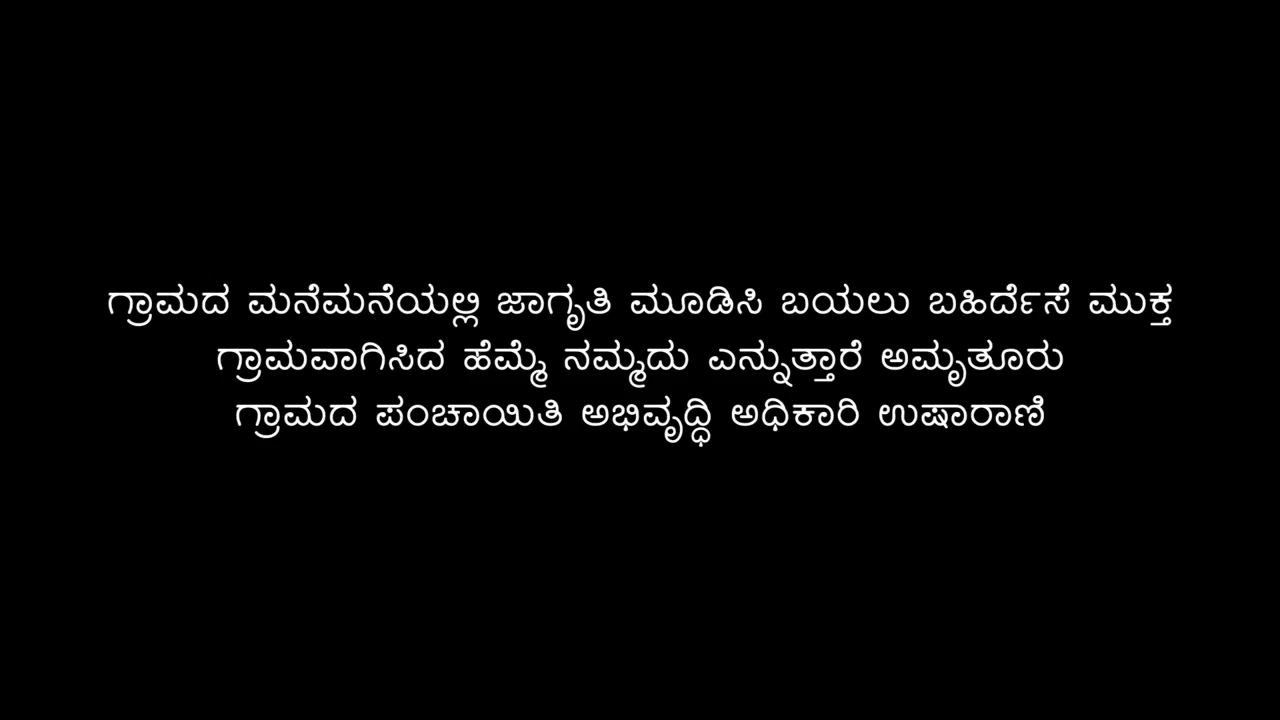 ಗ್ರಾಮದ ಮನೆಮನೆಯಲ್ಲಿ ಜಾಗೃತಿ ಮೂಡಿಸಿ ಬಯಲು ಬಹಿರ್ದೆಸೆ ಮುಕ್ತ
ಗ್ರಾಮವಾಗಿಸಿದ ಹೆಮ್ಮೆ ನಮ್ಮದು ಎನ್ನುತ್ತಾರೆ ಅಮೃತೂರು
ಗ್ರಾಮದ ಪಂಚಾಯಿತಿ ಅಭಿವೃದ್ಧಿ ಅಧಿಕಾರಿ ಉಷಾರಾಣಿ